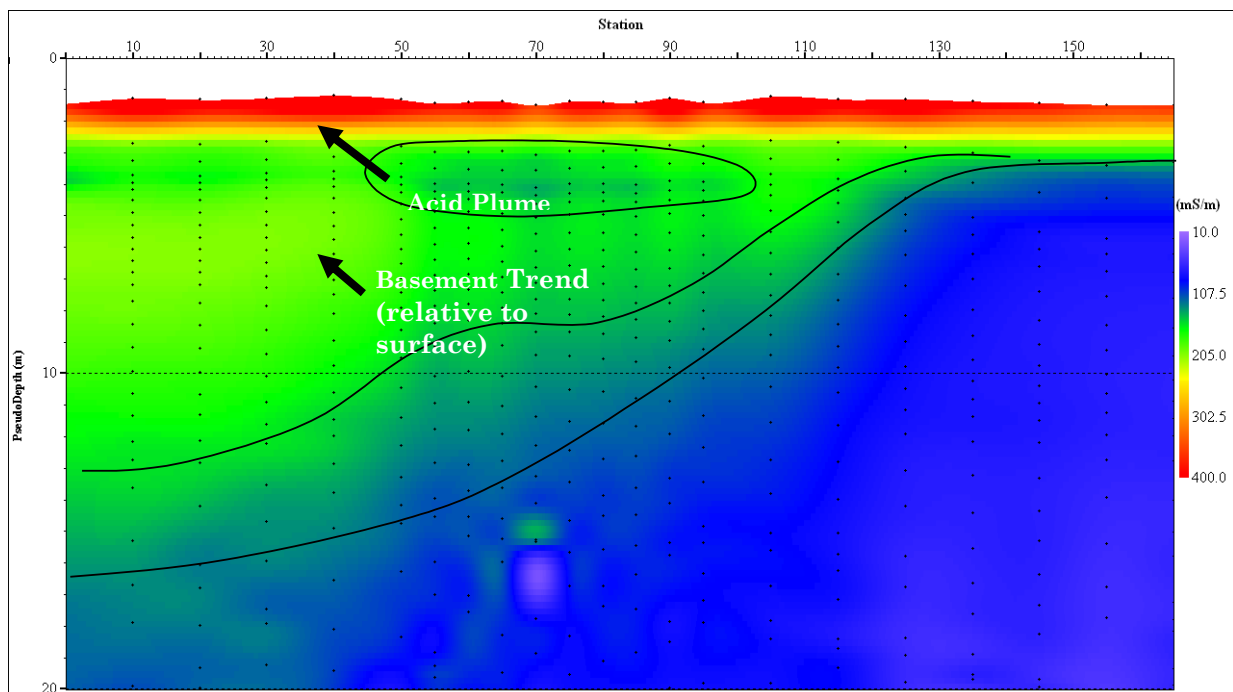 Station
10 30 50 70 90 110 130 150
0
Acid Plume
Basement Trend
(relative to
surface)
PseudoDepth (m)
10
20
(mS/m)
10.0
107.5
205.0
302.5
400.0